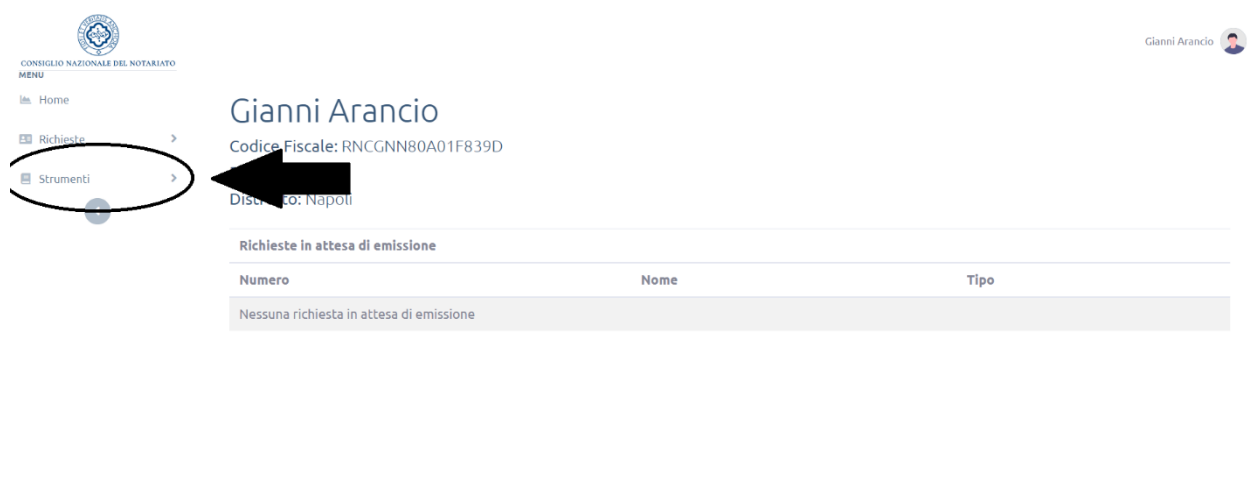 CONSIGLIO NAZIONALE DEL NOTARIATO
Gianni Arancio
MENU
Home
Richieste
Strumenti
Gianni Arancio
Codice Fiscale: RNCGNN80A01F839D
Distretto: Napoli
Richieste in attesa di emissione
Numero Nome Tipo
Nessuna richiesta in attesa di emissione